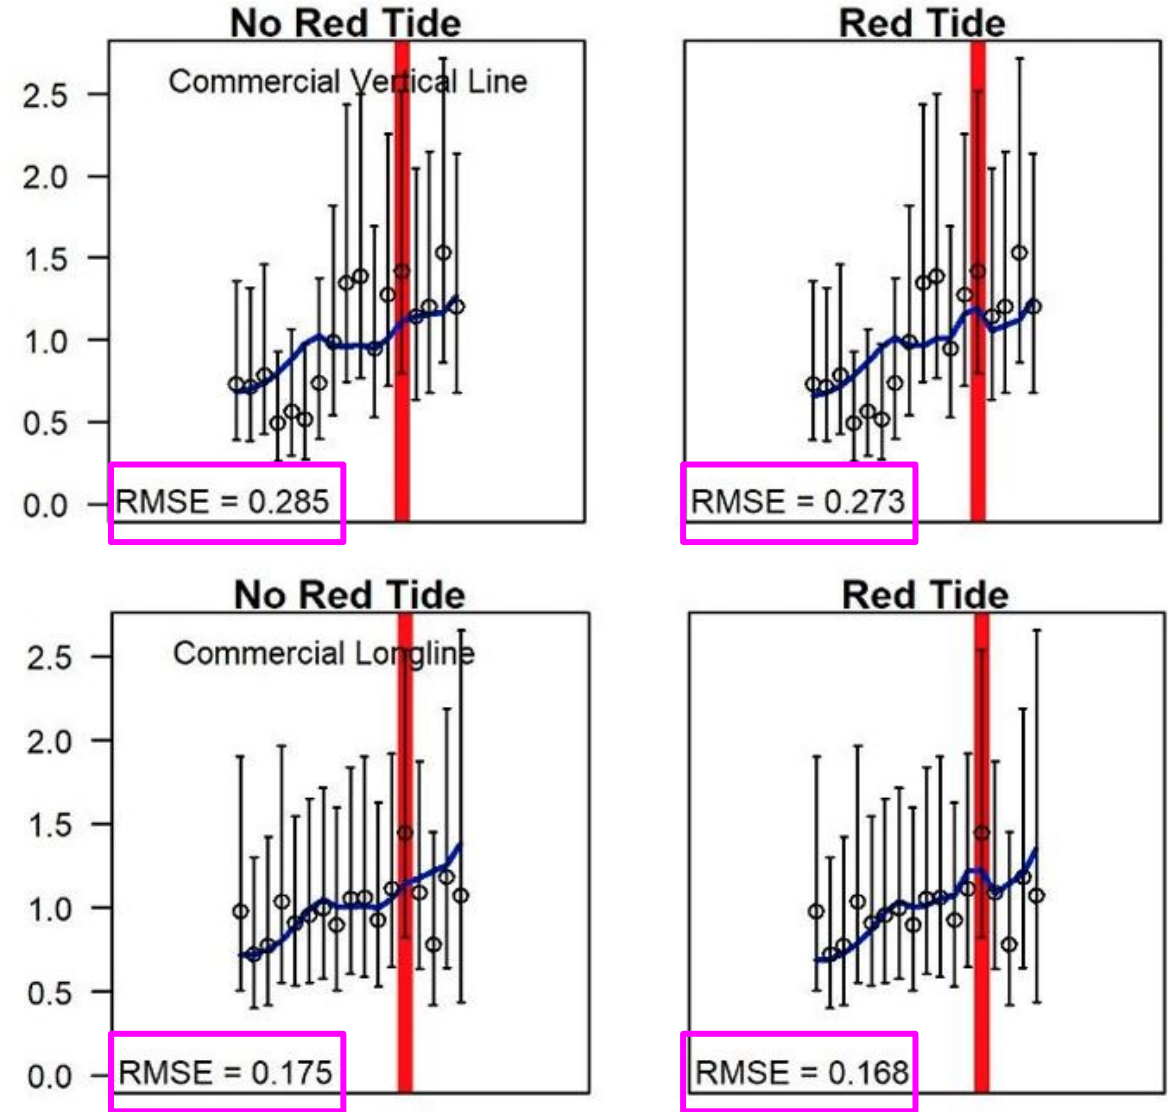 No Red Tide
Red Tide
Commercial Vertical Line
2.5
2.0
1.5
1.0
0.5
0.0
RMSE = 0.285
RMSE = 0.273
No Red Tide
Red Tide
Commercial Longline
2.5
2.0
1.5
1.0
0.5
0.0
RMSE = 0.175
RMSE = 0.168